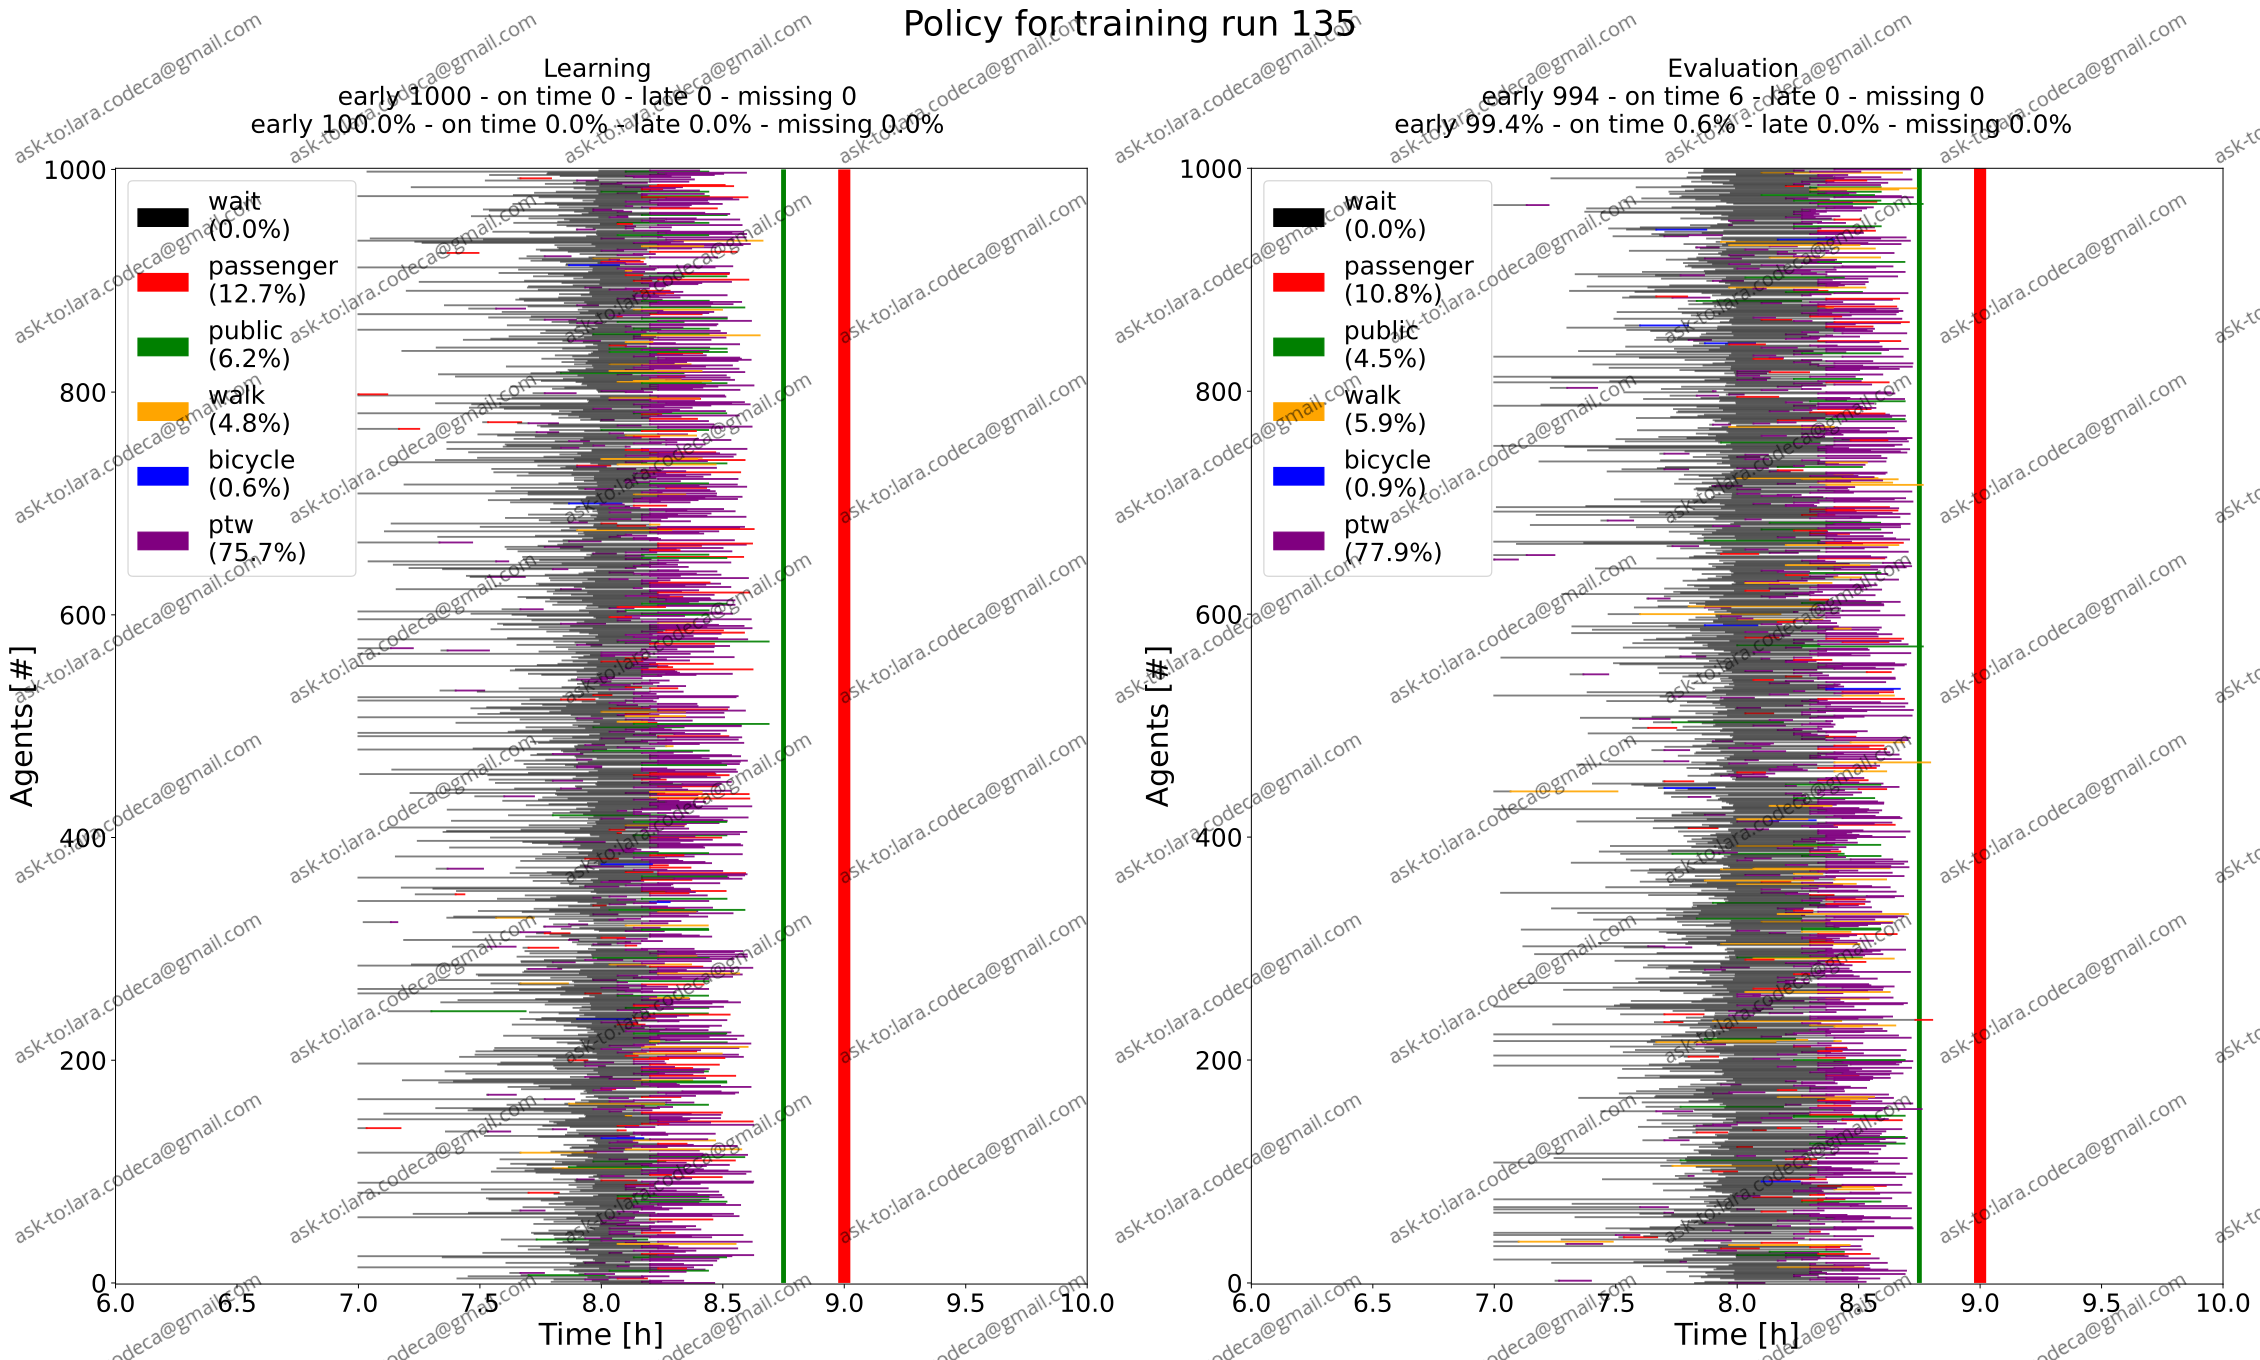 Policy for training run 135
Learning
early 1000 - on time 0 - late 0 - missing 0
early 100.0% - on time 0.0% - late 0.0% - missing 0.0%
1000
800
600
400
200
0
Agents [#]
wait
(0.0%)
passenger
(12.7%)
public
(6.2%)
walk
(4.8%)
bicycle
(0.6%)
ptw
(75.7%)
6.0 6.5 7.0 7.5 8.0 8.5 9.0 9.5 10.0
Time [h]
Evaluation
early 994 - on time 6 - late 0 - missing 0
early 99.4% - on time 0.6% - late 0.0% - missing 0.0%
1000
800
600
400
200
0
Agents [#]
wait
(0.0%)
passenger
(10.8%)
public
(4.5%)
walk
(5.9%)
bicycle
(0.9%)
ptw
(77.9%)
6.0 6.5 7.0 7.5 8.0 8.5 9.0 9.5 10.0
Time [h]
ask-to:lara.codeca@gmail.com